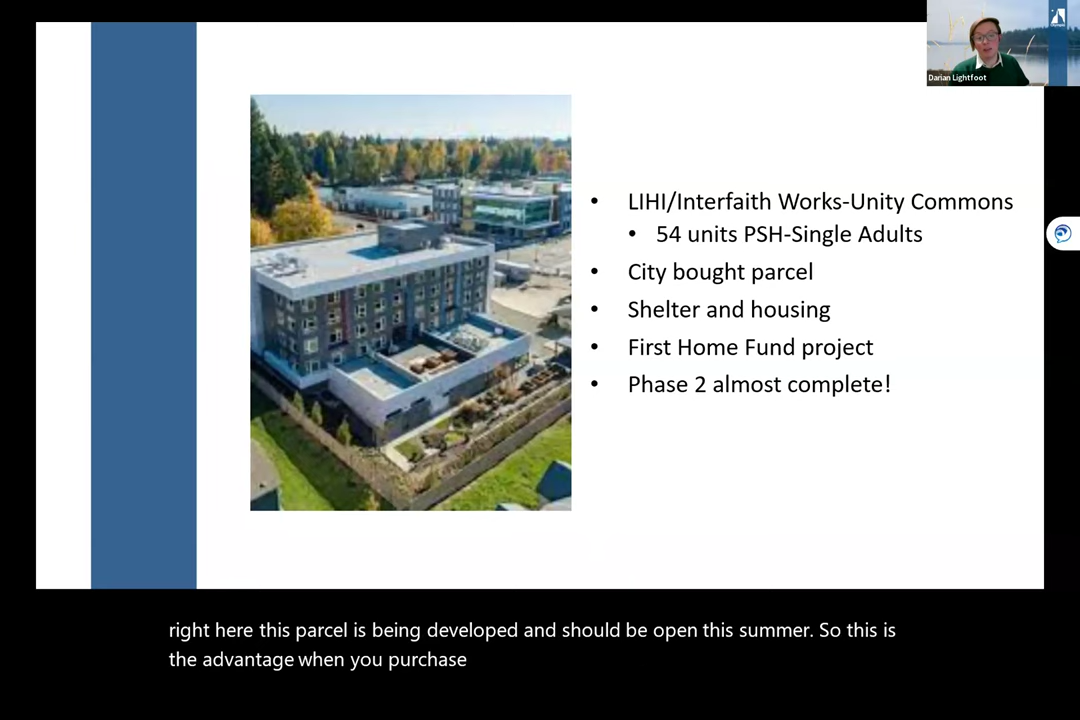 Darian Lightfoot
• LIHI/Interfaith Works-Unity Commons
• 54 units PSH-Single Adults
• City bought parcel
• Shelter and housing
• First Home Fund project
• Phase 2 almost complete!
right here this parcel is being developed and should be open this summer. So this is
the advantage when you purchase